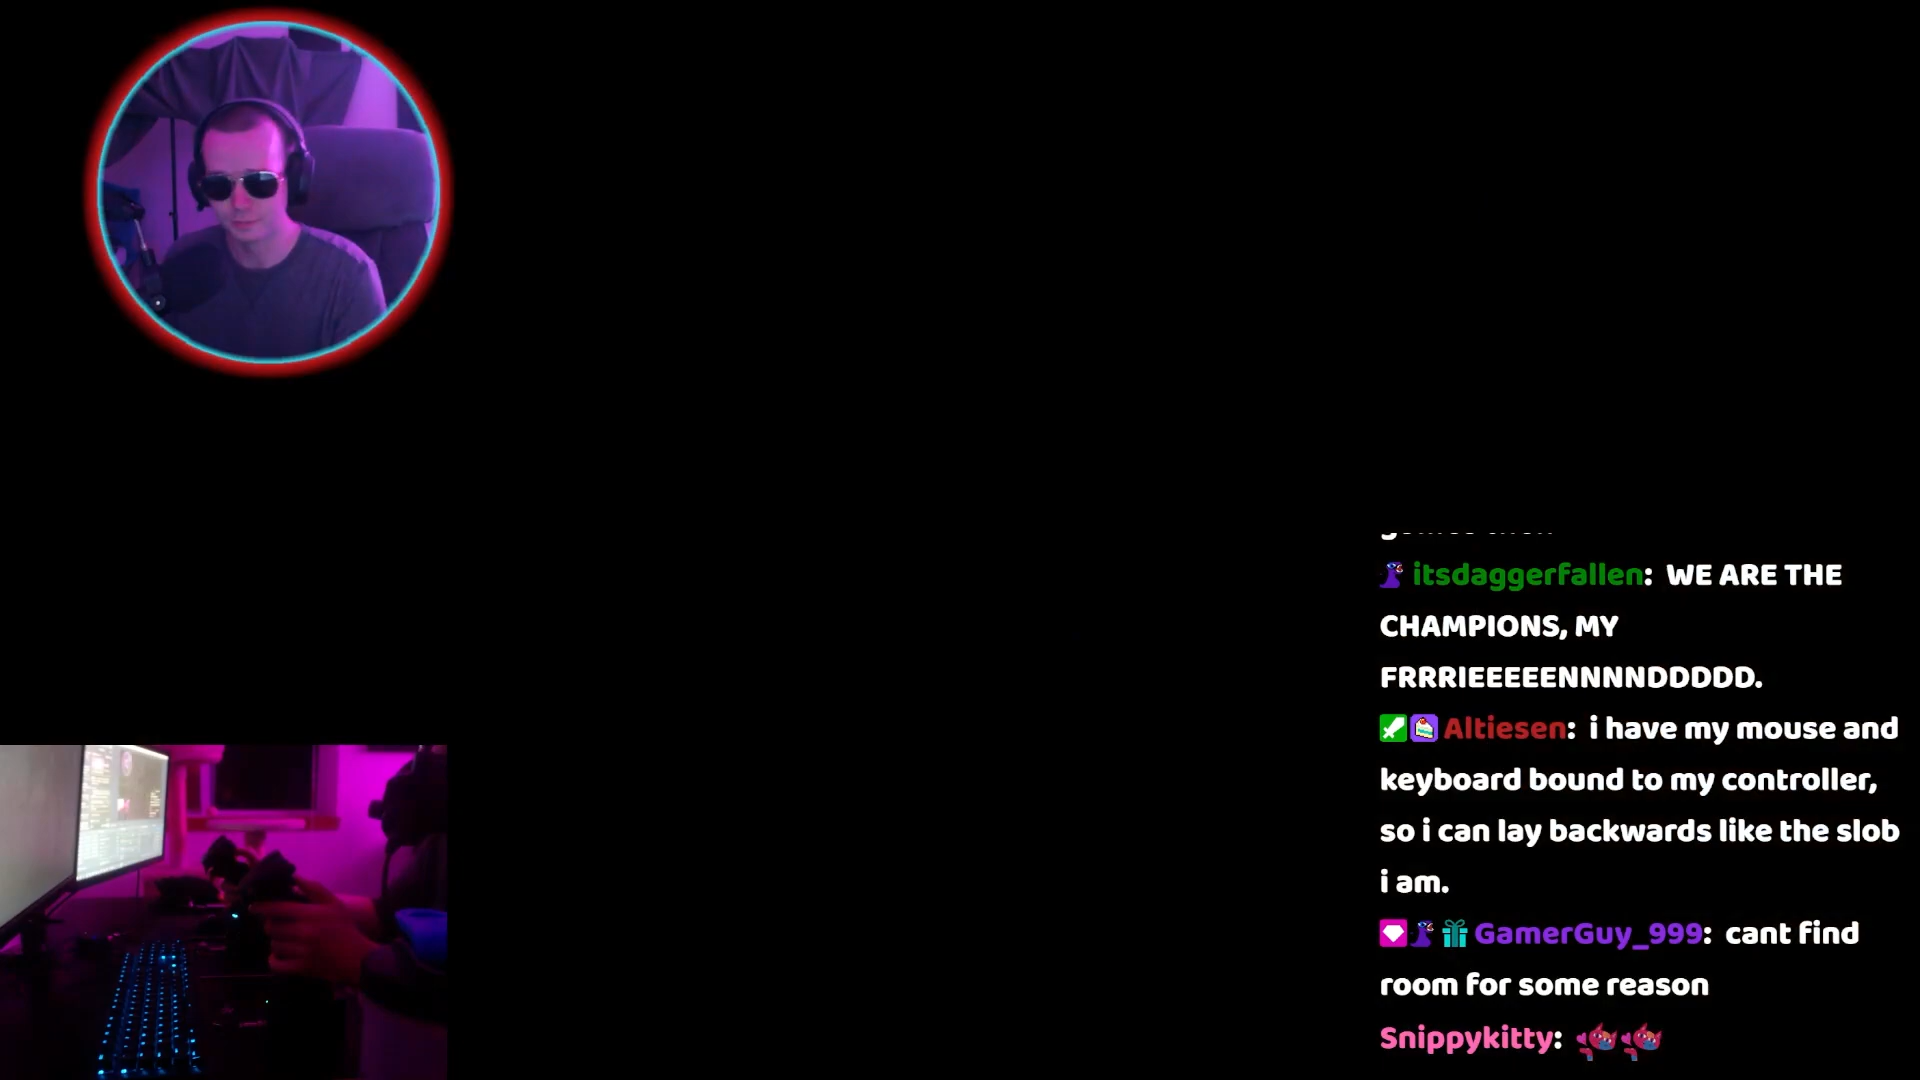 itsdaggerfallen: WE ARE THE
CHAMPIONS, MY
FRRRIEEEEENNNNDDDDD.
Altiesen: i have my mouse and
keyboard bound to my controller,
so i can lay backwards like the slob
i am.
GamerGuy_999: cant find
room for some reason
Snippykitty: